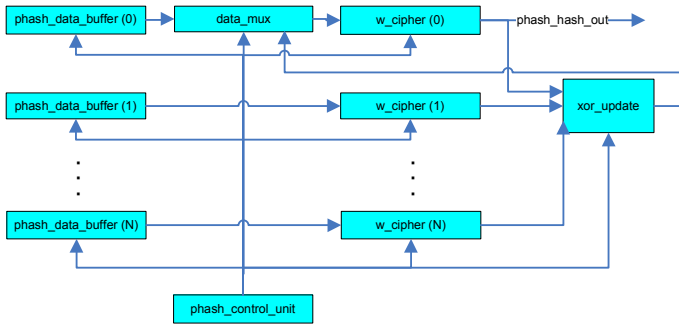 phash_data_buffer (0)
data_mux
w_cipher (0)
phash_hash_out
phash_data_buffer (1)
w_cipher (1)
xor_update
phash_data_buffer (N)
w_cipher (N)
phash_control_unit